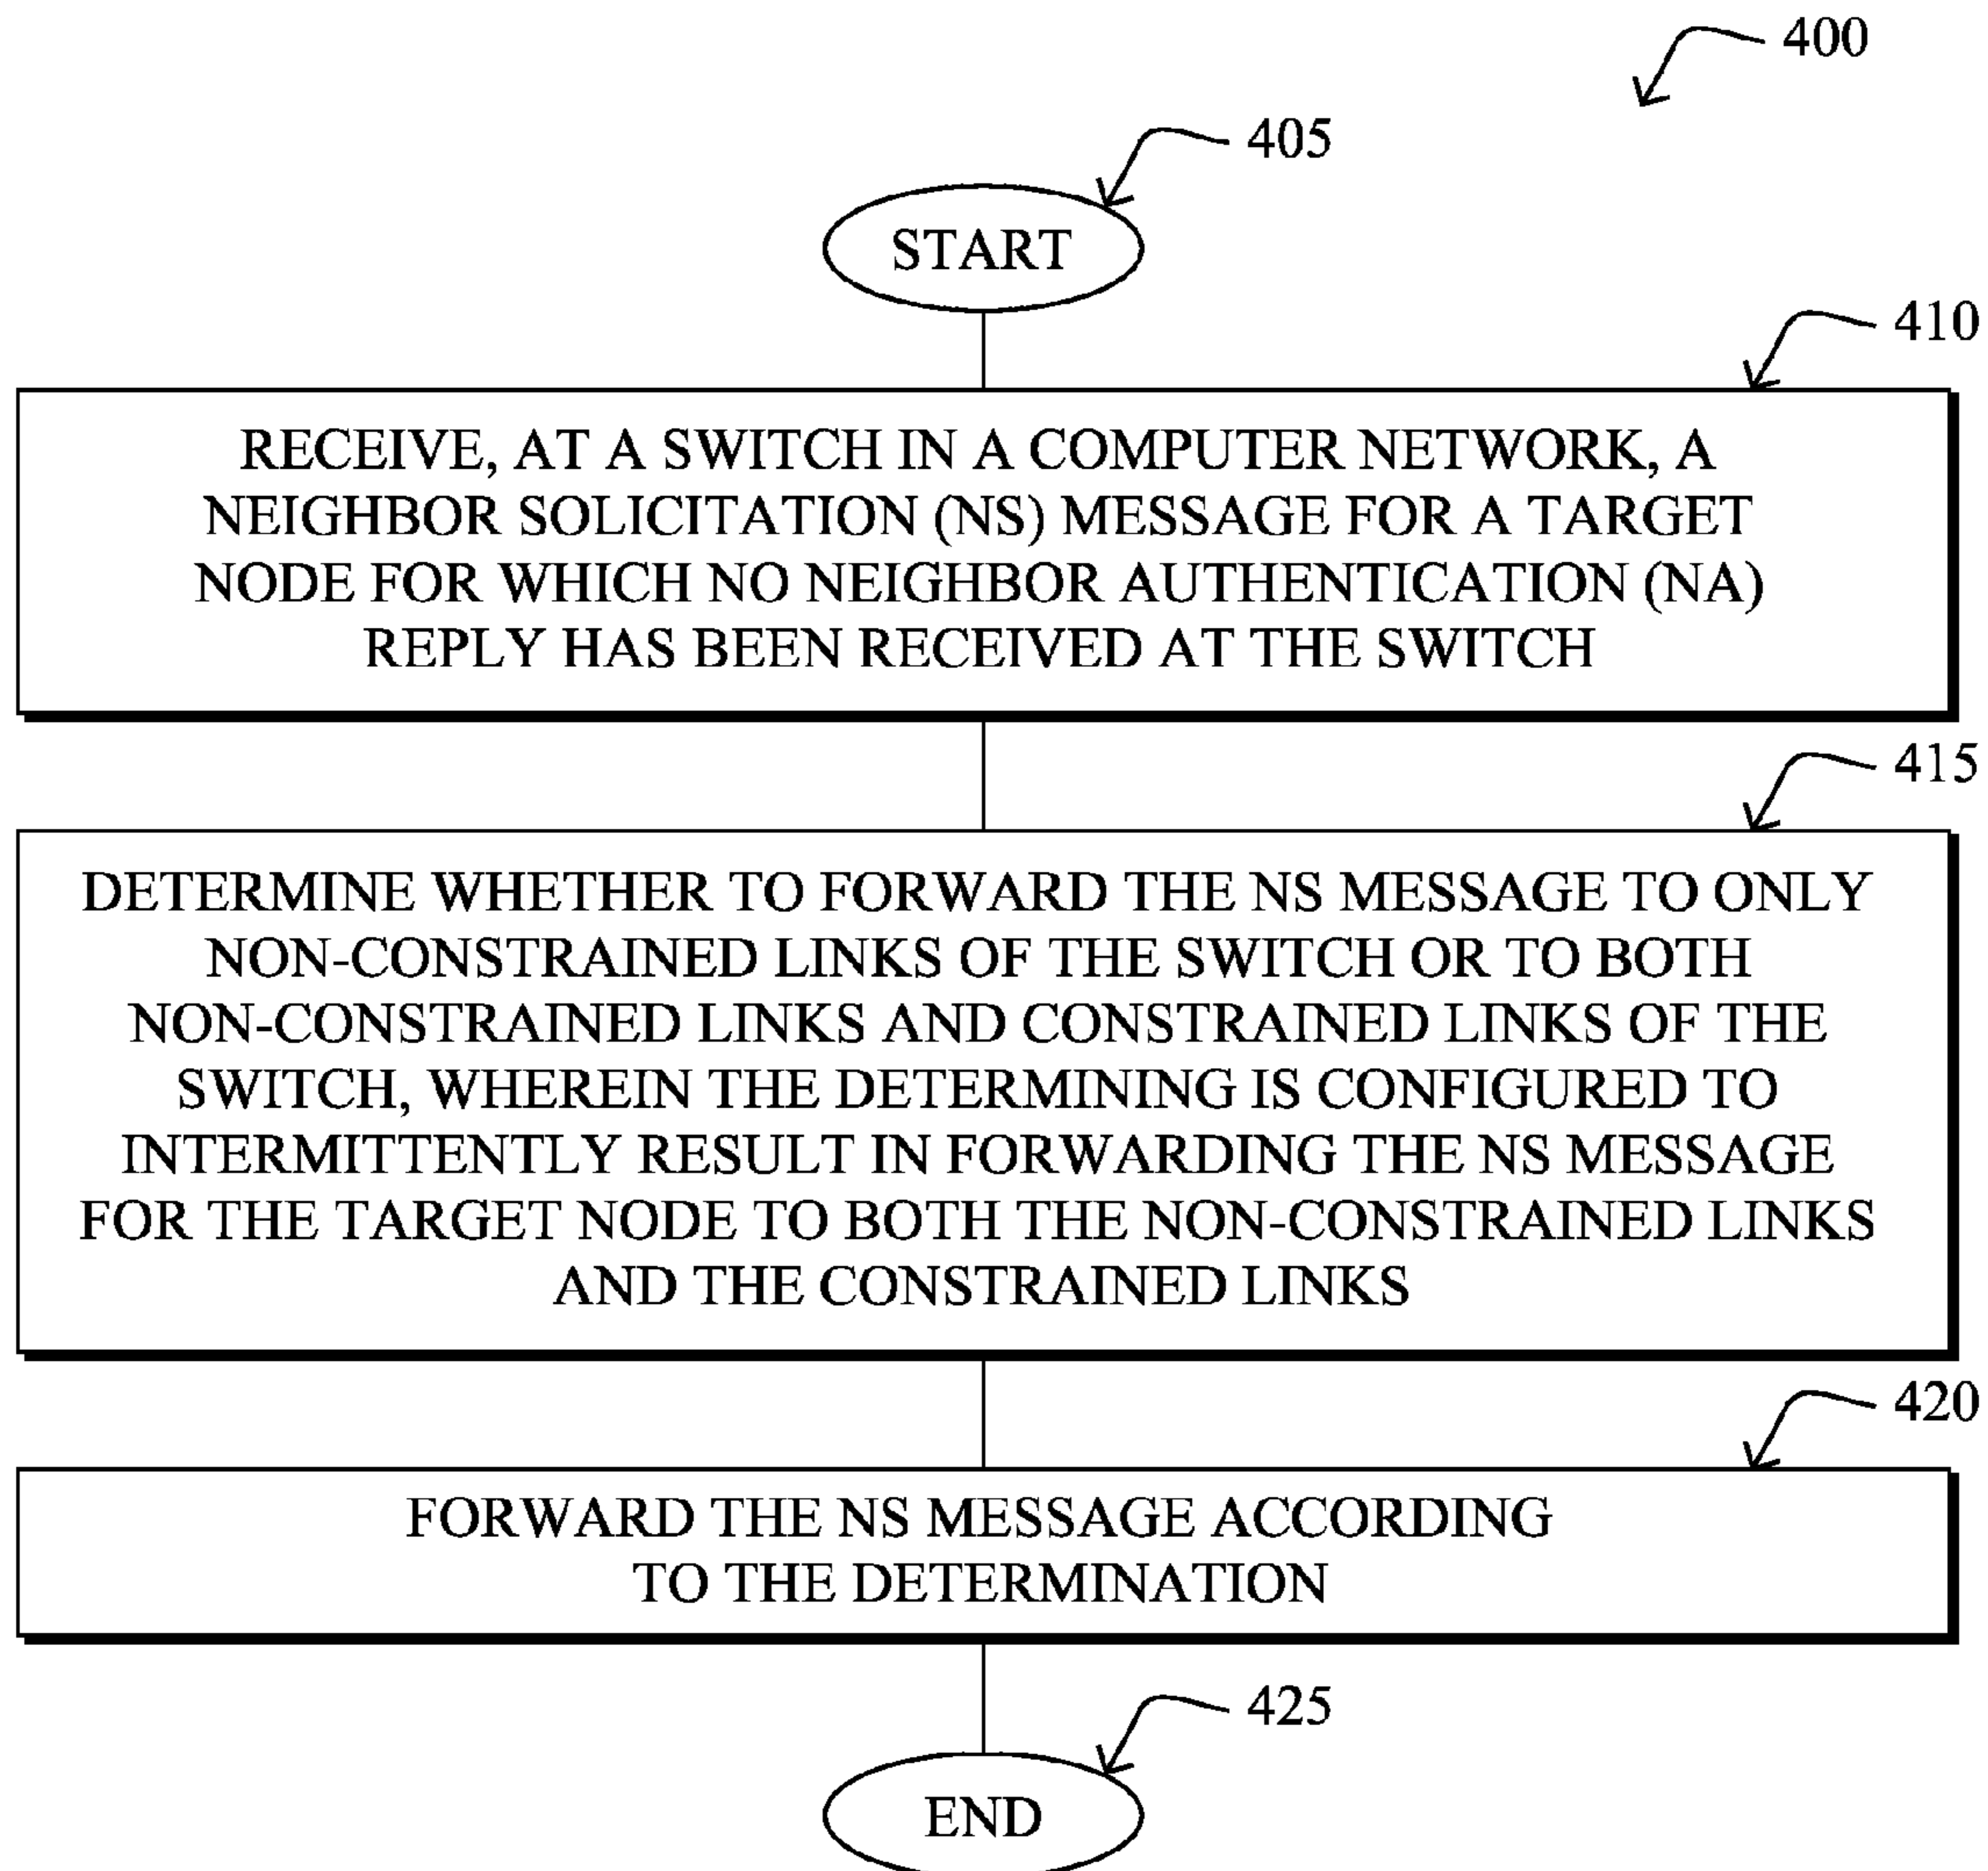 400
405
START
410
RECEIVE, AT A SWITCH IN A COMPUTER NETWORK, A
NEIGHBOR SOLICITATION (NS) MESSAGE FOR A TARGET
NODE FOR WHICH NO NEIGHBOR AUTHENTICATION (NA)
REPLY HAS BEEN RECEIVED AT THE SWITCH
415
DETERMINE WHETHER TO FORWARD THE NS MESSAGE TO ONLY
NON-CONSTRAINED LINKS OF THE SWITCH OR TO BOTH
NON-CONSTRAINED LINKS AND CONSTRAINED LINKS OF THE
SWITCH, WHEREIN THE DETERMINING IS CONFIGURED TO
INTERMITTENTLY RESULT IN FORWARDING THE NS MESSAGE
FOR THE TARGET NODE TO BOTH THE NON-CONSTRAINED LINKS
AND THE CONSTRAINED LINKS
420
FORWARD THE NS MESSAGE ACCORDING
TO THE DETERMINATION
425
END